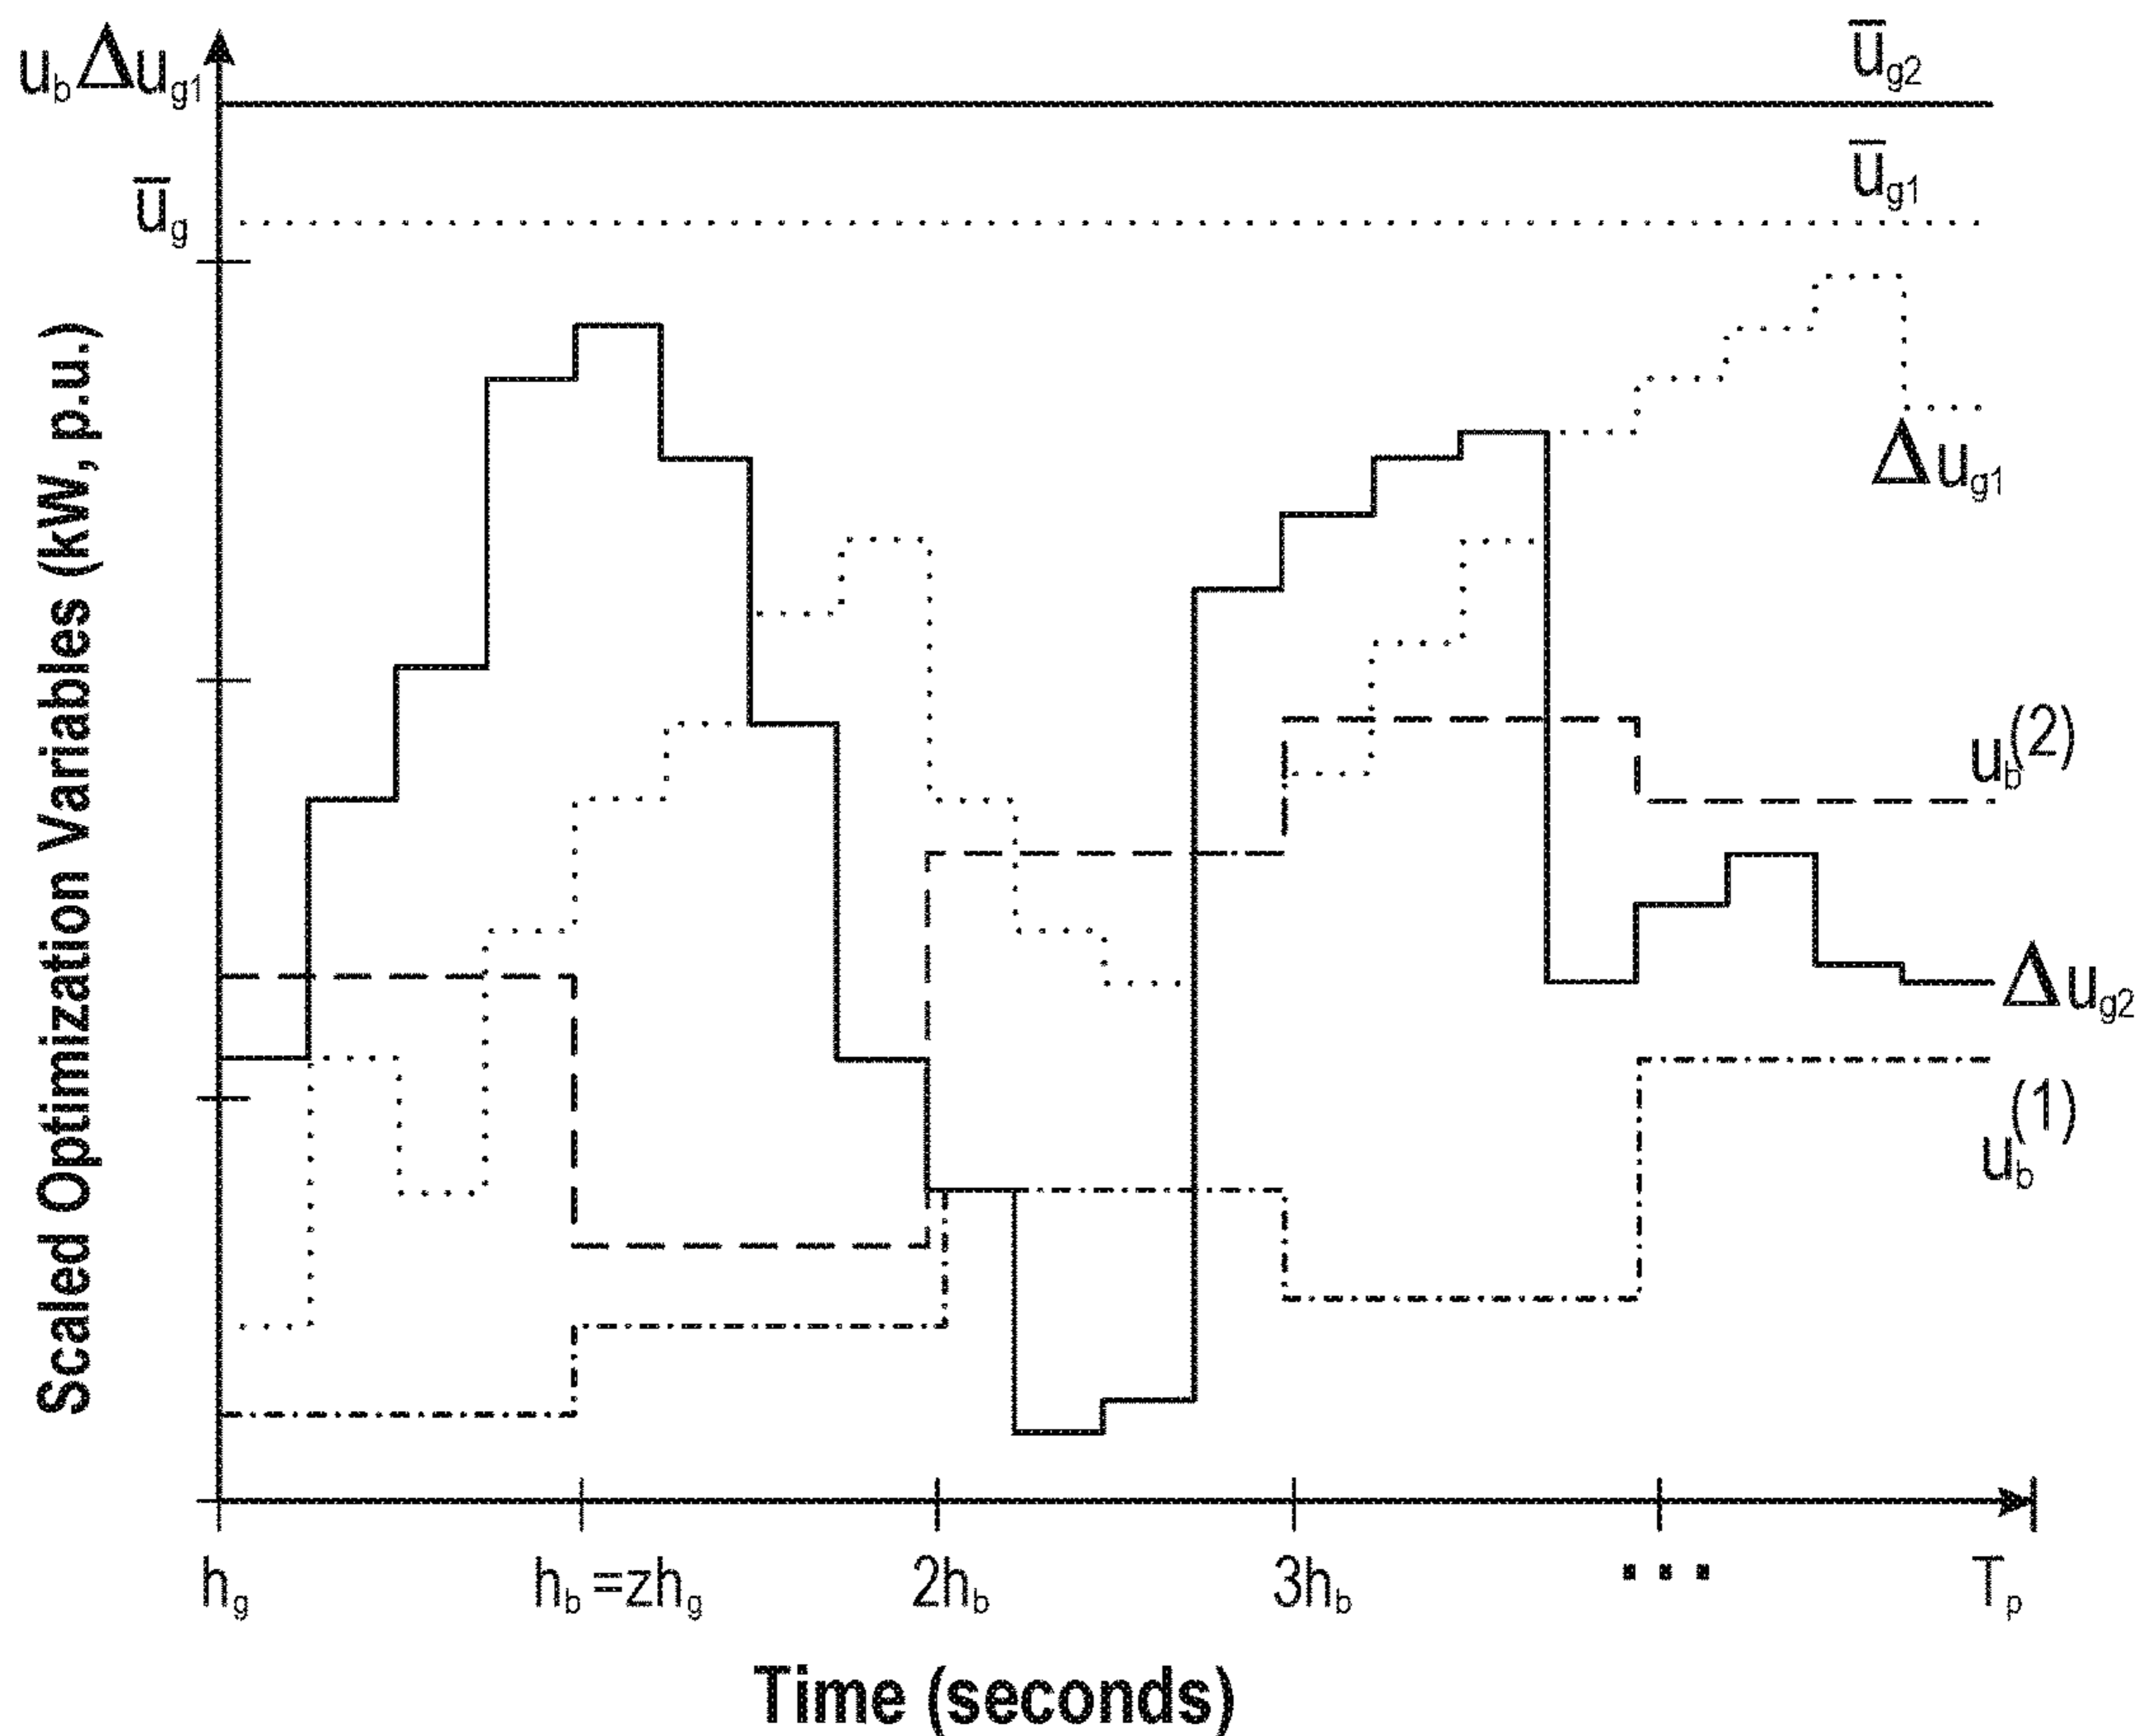 u_b Δu_g1
ū_g2
ū_g1
ū_g
Δu_g1
u_b^(2)
Δu_g2
u_b^(1)
Scaled Optimization Variables (kW, p.u.)
h_g
h_b=zh_g
2h_b
3h_b
...
T_p
Time (seconds)